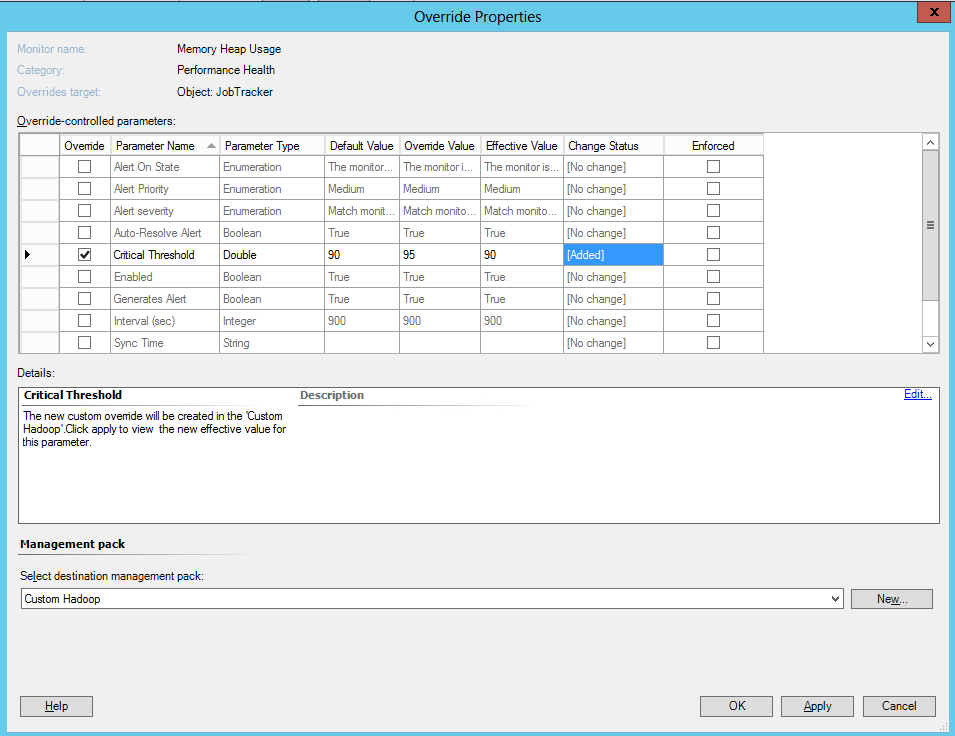 Override Properties
x
Monitor name: Memory Heap Usage
Category: Performance Health
Overrides target: Object: JobTracker
Override-controlled parameters:
Override Parameter Name Parameter Type Default Value Override Value Effective Value Change Status Enforced
Alert On State Enumeration The monitor... The monitor i... The monitor is... [No change]
Alert Priority Enumeration Medium Medium Medium [No change]
Alert severity Enumeration Match monit... Match monito... Match monito... [No change]
Auto-Resolve Alert Boolean True True True [No change]
Critical Threshold Double 90 95 90 [Added]
Enabled Boolean True True True [No change]
Generates Alert Boolean True True True [No change]
Interval (sec) Integer 900 900 900 [No change]
Sync Time String [No change]
Details:
Critical Threshold Description Edit...
The new custom override will be created in the 'Custom
Hadoop'.Click apply to view the new effective value for
this parameter.
Management pack
Select destination management pack:
Custom Hadoop New...
Help OK Apply Cancel